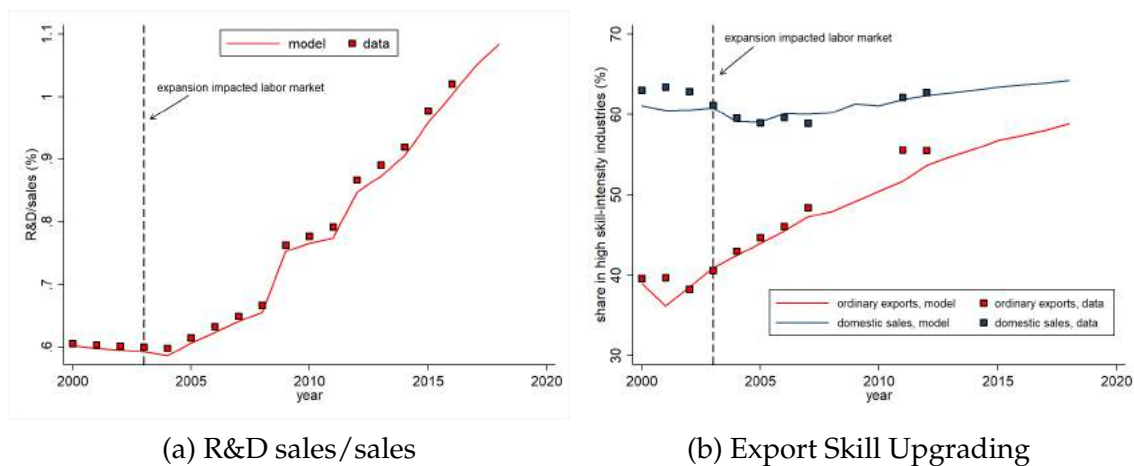 model data
expansion impacted labor market
R&D/sales (%)
1.1
1
.9
.8
.7
.6
2000 2005 2010 2015 2020
year
(a) R&D sales/sales
expansion impacted labor market
share in high skill-intensity industries (%)
70
60
50
40
30
ordinary exports, model ordinary exports, data
domestic sales, model domestic sales, data
2000 2005 2010 2015 2020
year
(b) Export Skill Upgrading